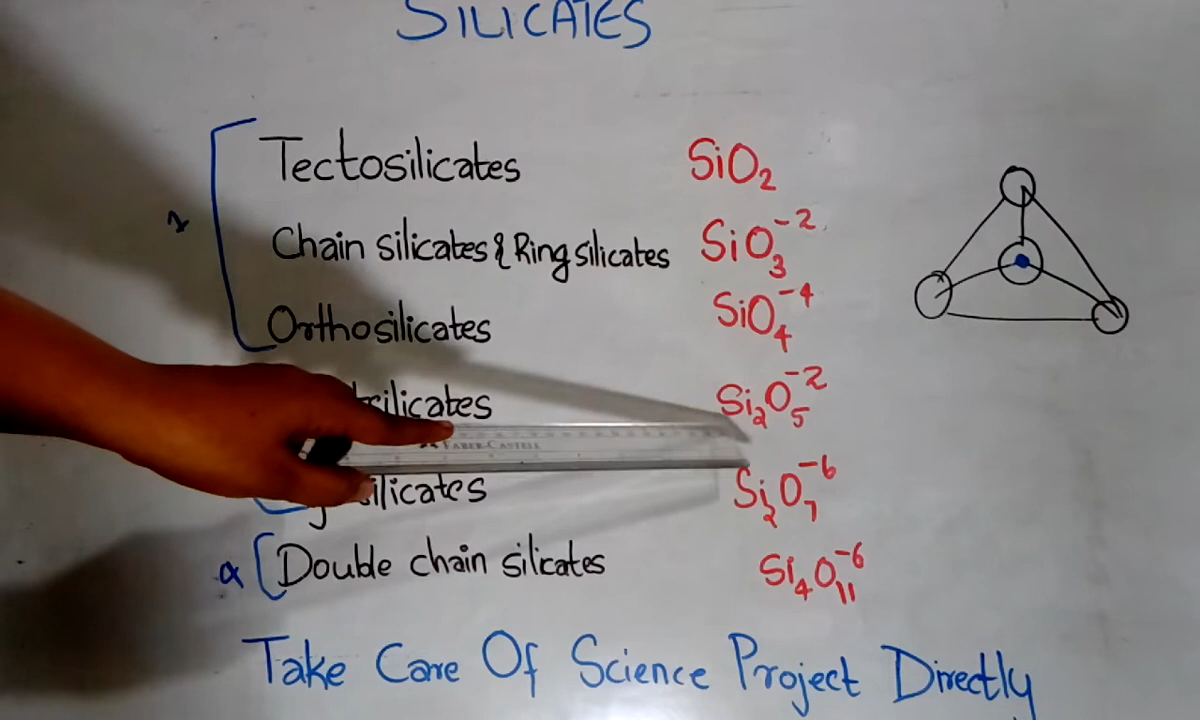 SILICATES
Tectosilicates SiO₂
Chain silicates & Ring silicates SiO₃⁻²
Orthosilicates SiO₄⁻⁴
silicates Si₂O₅⁻²
FABER-CASTELL
silicates Si₂O₇⁻⁶
α [Double chain silicates Si₄O₁₁⁻⁶
Take Care Of Science Project Directly